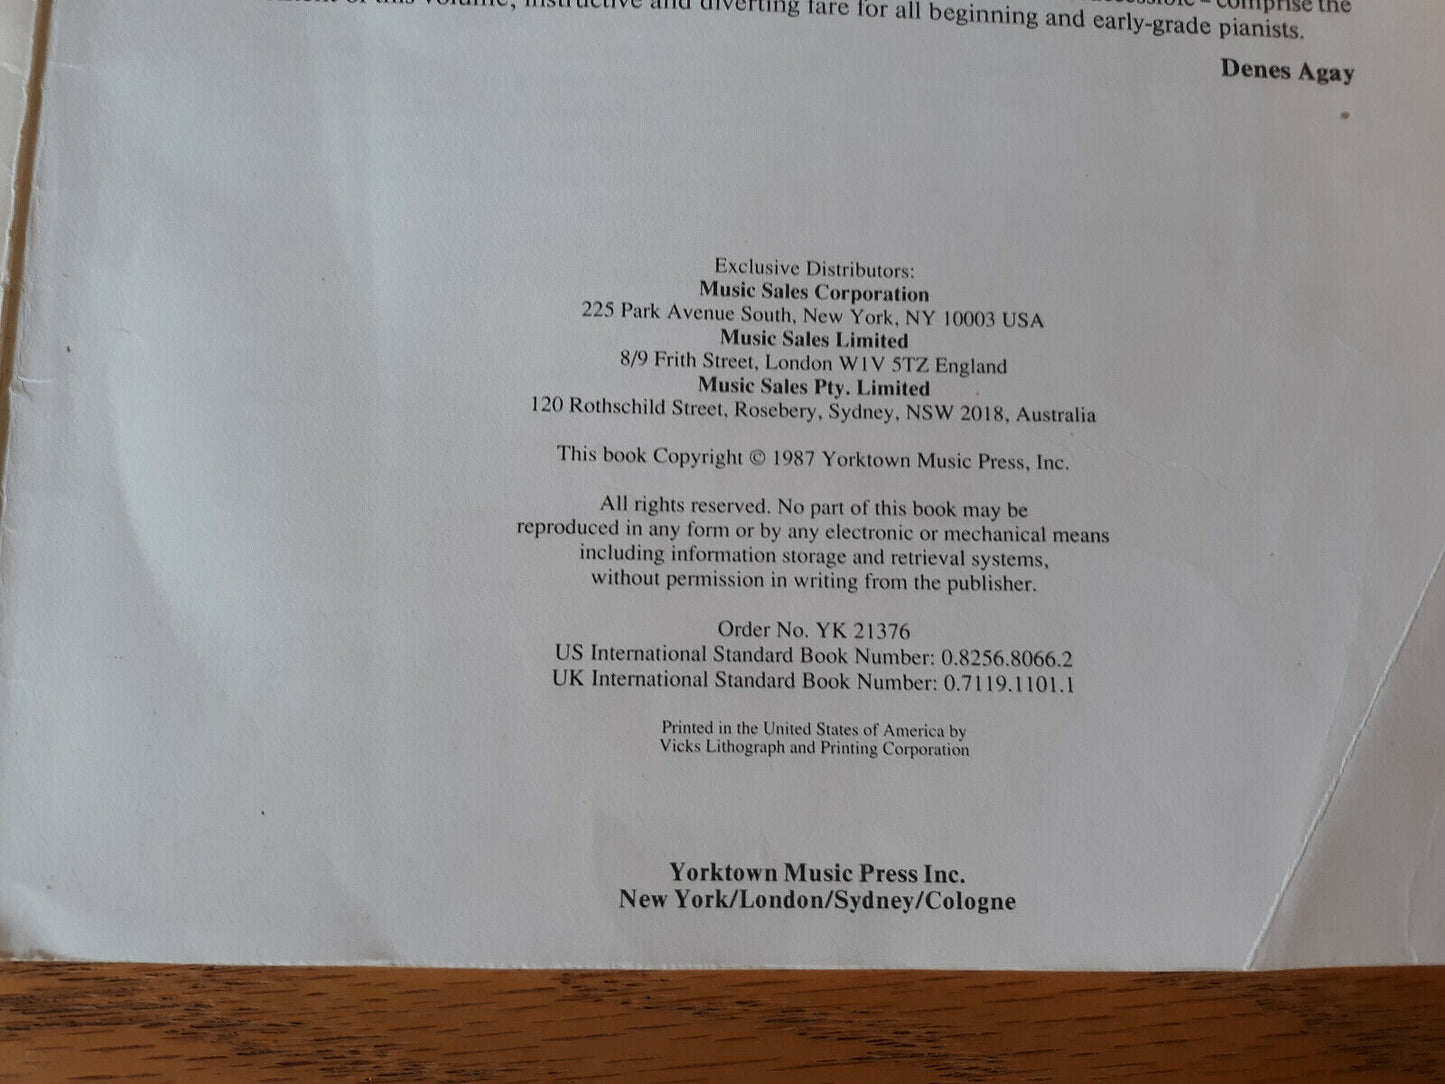 comprise the
of this volume, instructive and diverting fare for all beginning and early-grade pianists.
Denes Agay
Exclusive Distributors:
Music Sales Corporation
225 Park Avenue South, New York, NY 10003 USA
Music Sales Limited
8/9 Frith Street, London W1V 5TZ England
Music Sales Pty. Limited
120 Rothschild Street, Rosebery, Sydney, NSW 2018, Australia
This book Copyright © 1987 Yorktown Music Press, Inc.
All rights reserved. No part of this book may be
reproduced in any form or by any electronic or mechanical means
including information storage and retrieval systems,
without permission in writing from the publisher.
Order No. YK 21376
US International Standard Book Number: 0.8256.8066.2
UK International Standard Book Number: 0.7119.1101.1
Printed in the United States of America by
Vicks Lithograph and Printing Corporation
Yorktown Music Press Inc.
New York/London/Sydney/Cologne